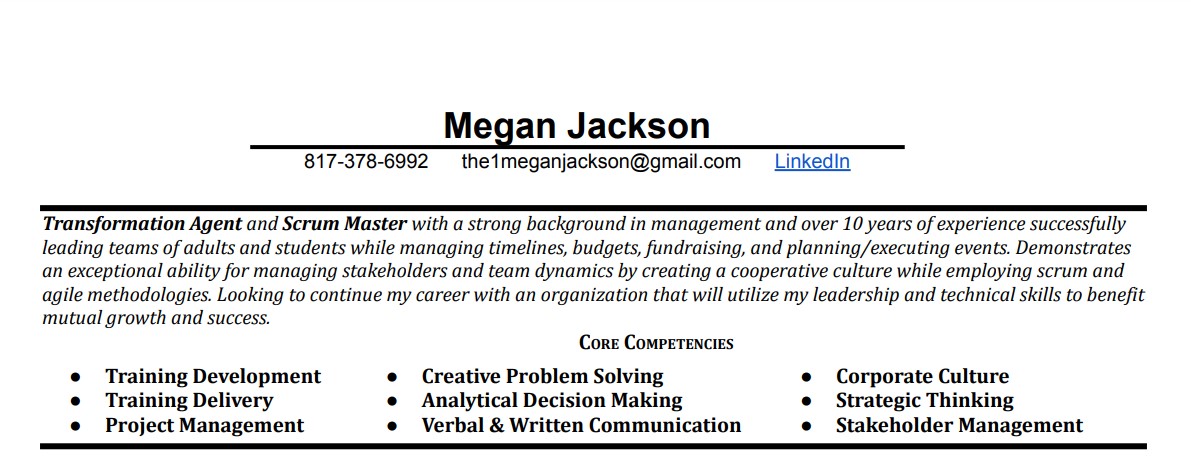 Megan Jackson
817-378-6992 the1meganjackson@gmail.com LinkedIn
Transformation Agent and Scrum Master with a strong background in management and over 10 years of experience successfully
leading teams of adults and students while managing timelines, budgets, fundraising, and planning/executing events. Demonstrates
an exceptional ability for managing stakeholders and team dynamics by creating a cooperative culture while employing scrum and
agile methodologies. Looking to continue my career with an organization that will utilize my leadership and technical skills to benefit
mutual growth and success.
Core Competencies
● Training Development ● Creative Problem Solving ● Corporate Culture
● Training Delivery ● Analytical Decision Making ● Strategic Thinking
● Project Management ● Verbal & Written Communication ● Stakeholder Management